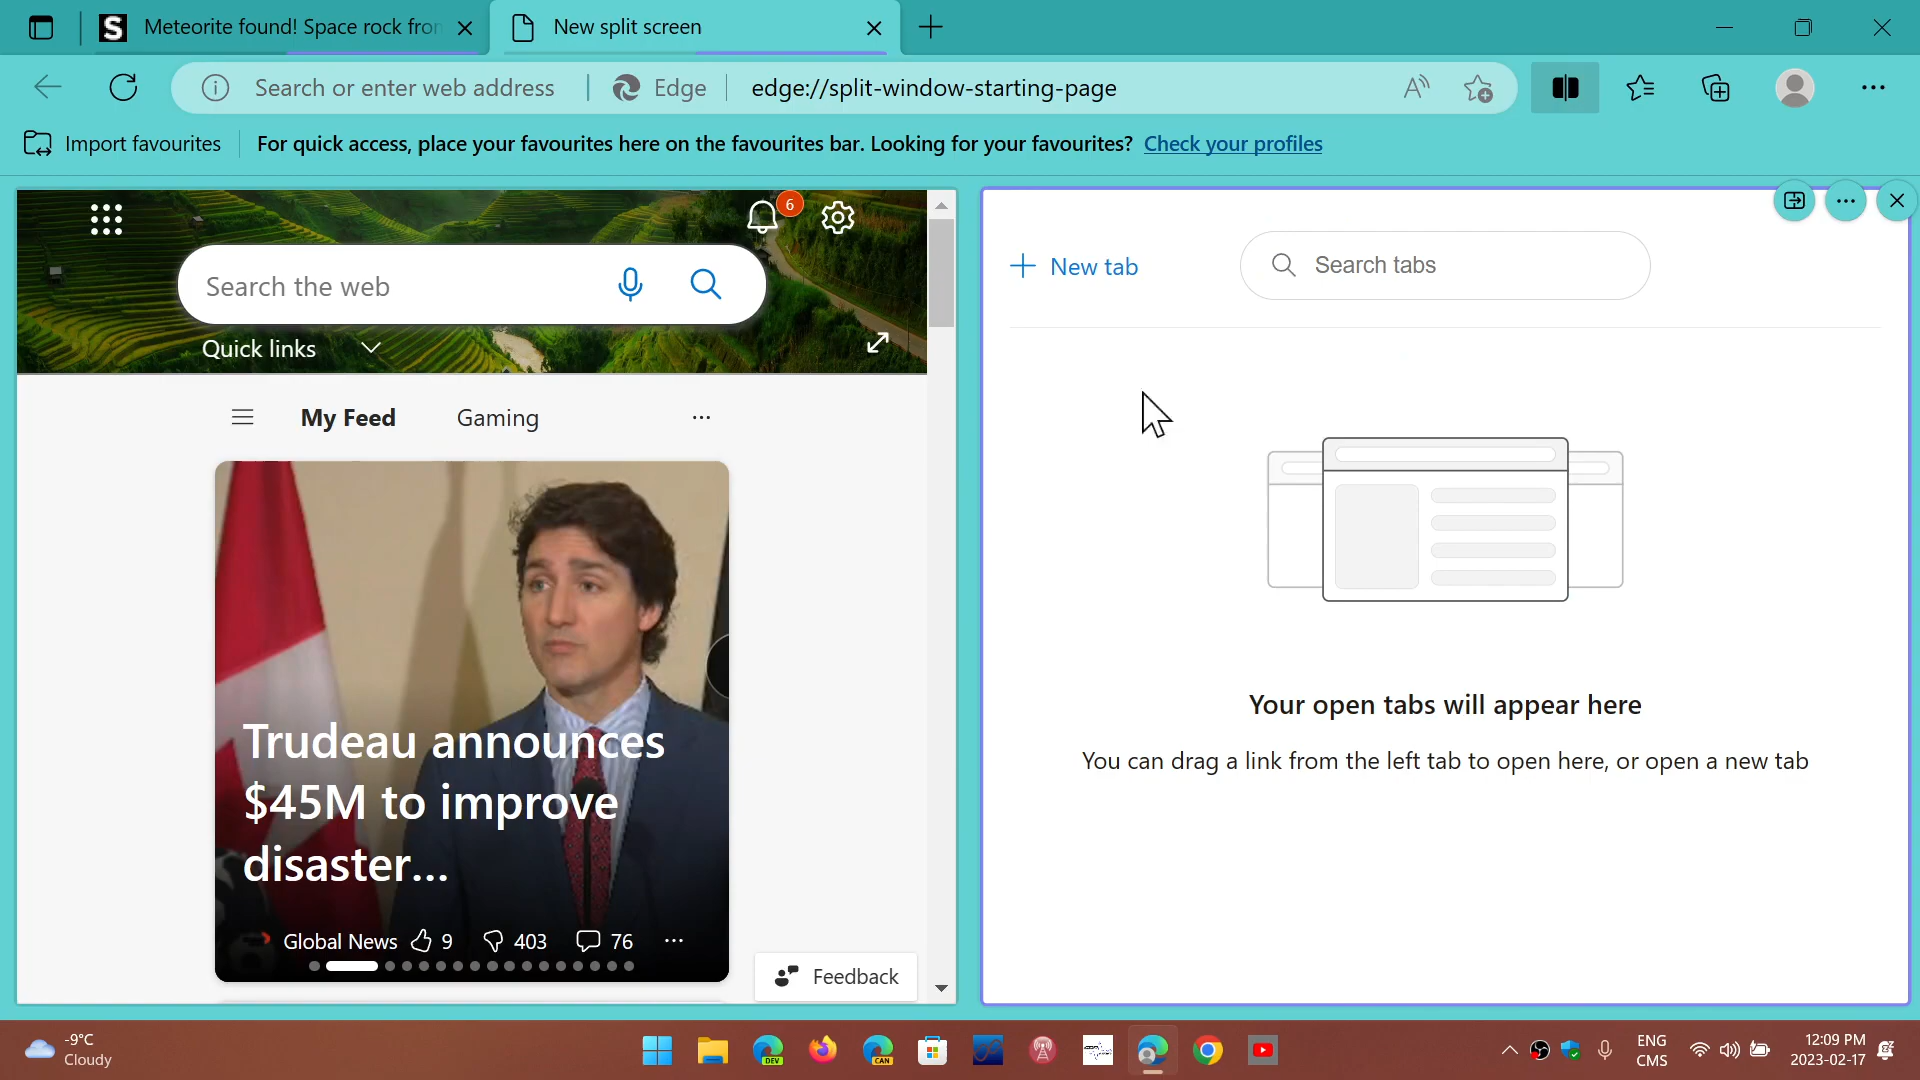 S Meteorite found! Space rock fro
New split screen
Search or enter web address
Edge
edge://split-window-starting-page
Import favourites
For quick access, place your favourites here on the favourites bar. Looking for your favourites? Check your profiles
6
Search the web
Quick links
My Feed
Gaming
Trudeau announces
$45M to improve
disaster...
Global News
9
403
76
Feedback
New tab
Search tabs
Your open tabs will appear here
You can drag a link from the left tab to open here, or open a new tab
-9°C
Cloudy
DEV
CAN
ENG
CMS
12:09 PM
2023-02-17